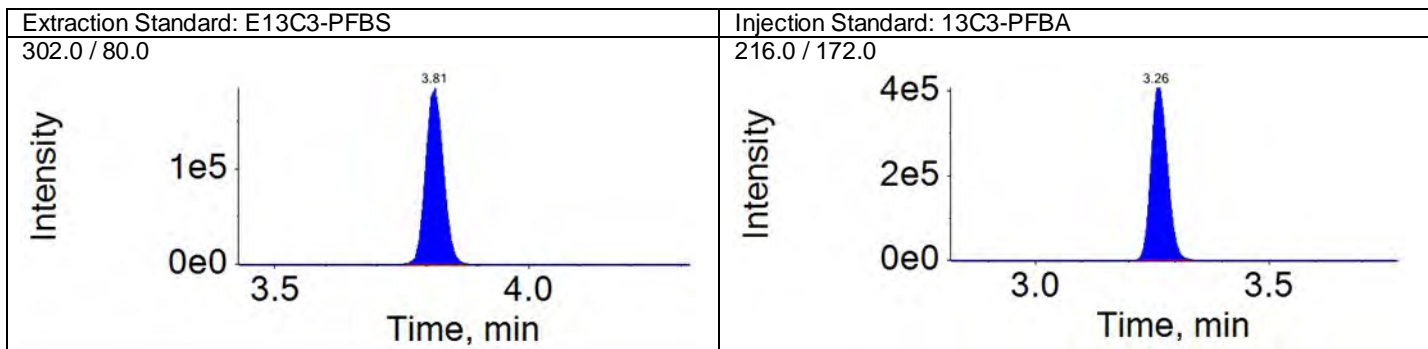 Extraction Standard: E13C3-PFBS
302.0 / 80.0
3.81
Intensity
1e5
0e0
3.5
4.0
Time, min
Injection Standard: 13C3-PFBA
216.0 / 172.0
3.26
Intensity
4e5
2e5
0e0
3.0
3.5
Time, min